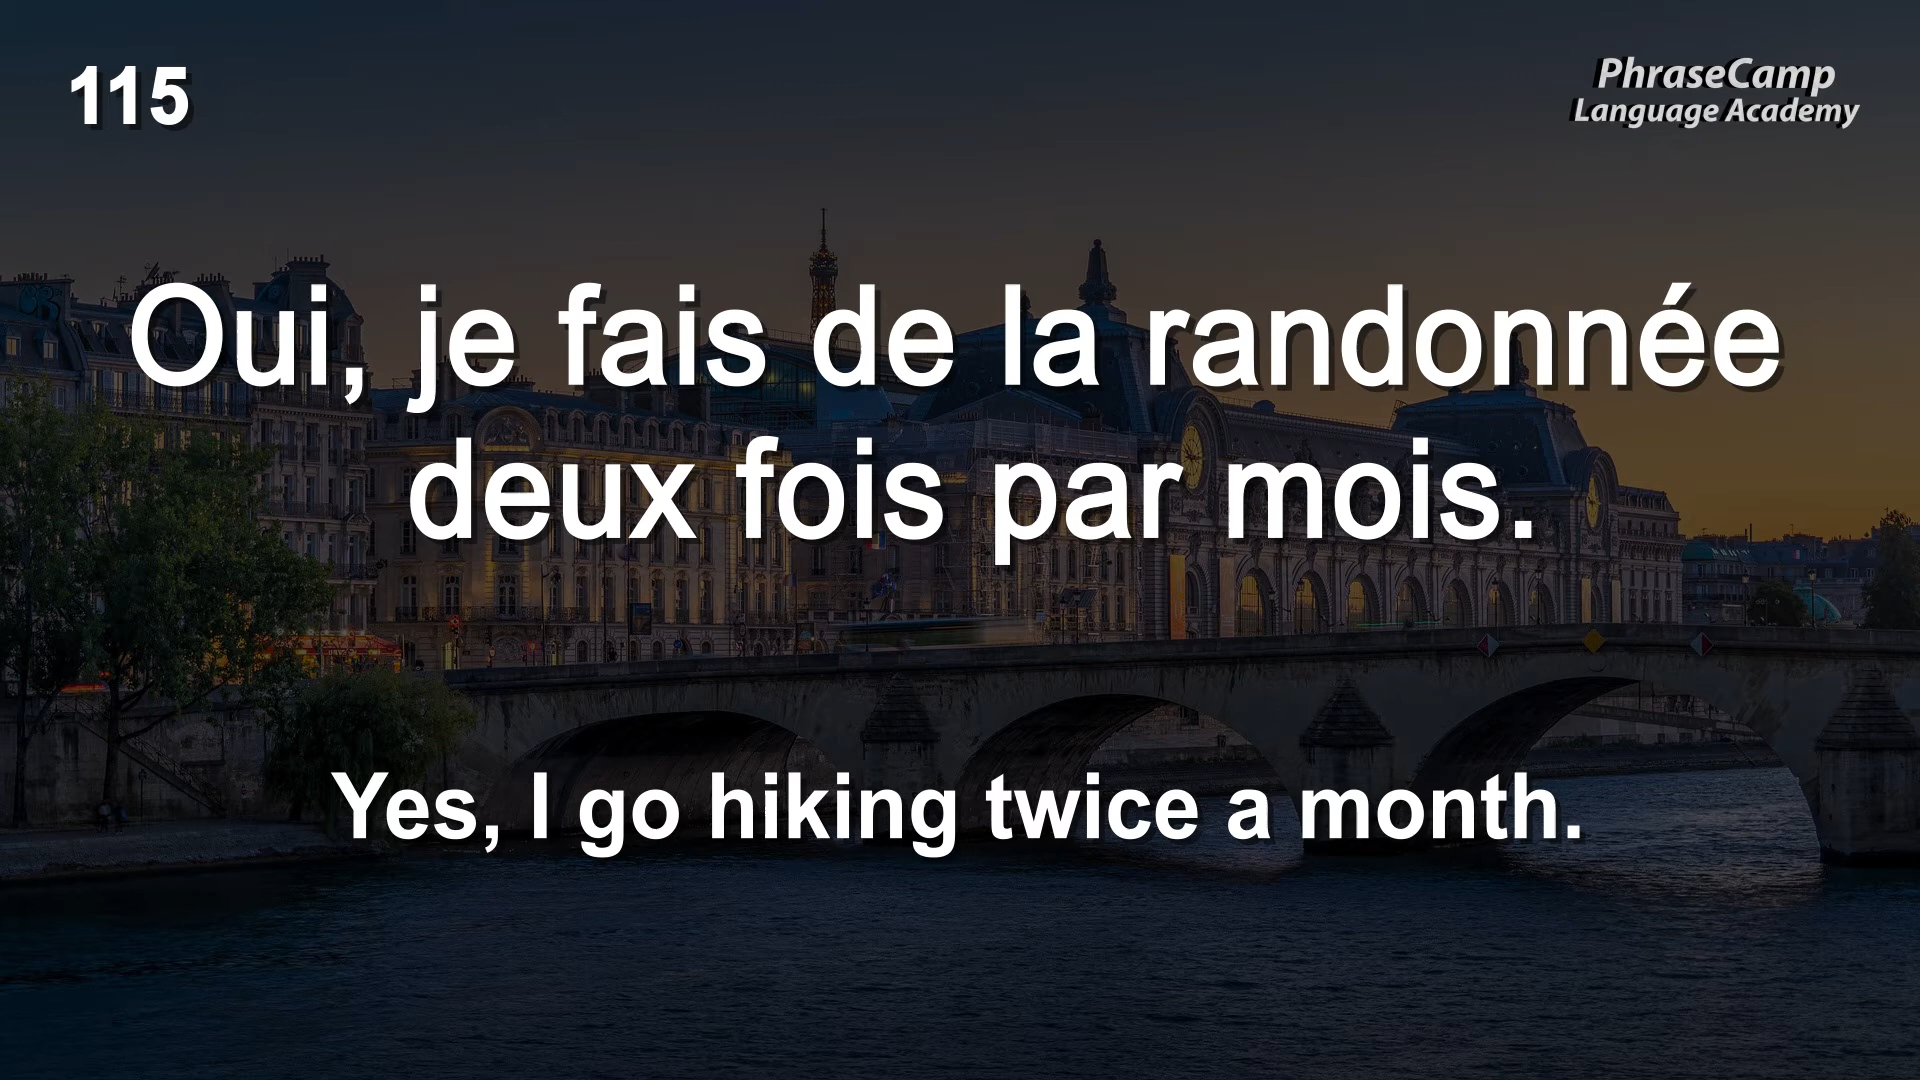 115
PhraseCamp
Language Academy
Oui, je fais de la randonnée
deux fois par mois.
Yes, I go hiking twice a month.